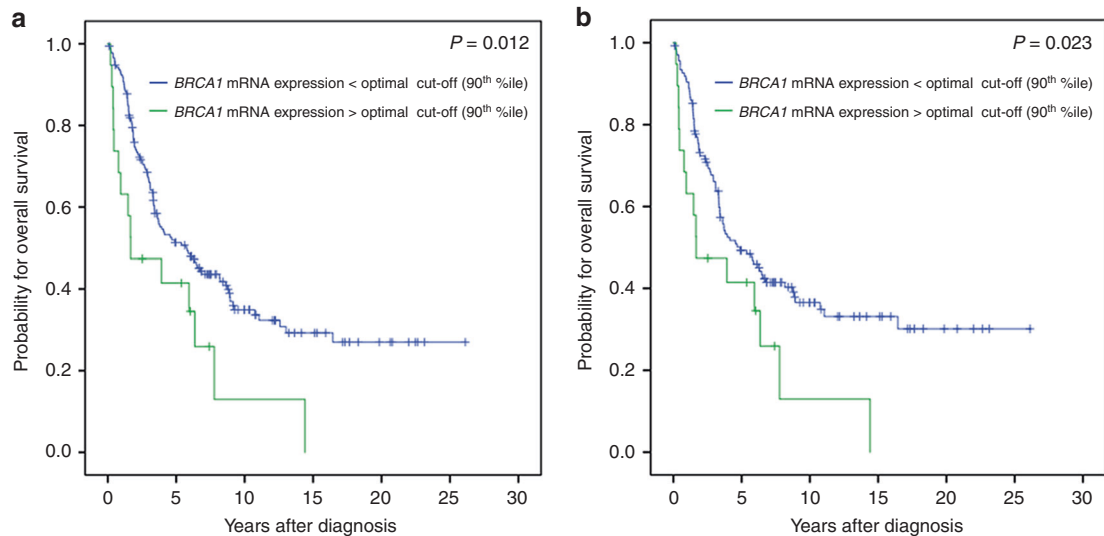 a
P = 0.012
BRCA1 mRNA expression < optimal cut-off (90th %ile)
BRCA1 mRNA expression > optimal cut-off (90th %ile)
Probability for overall survival
1.0
0.8
0.6
0.4
0.2
0.0
0 5 10 15 20 25 30
Years after diagnosis
b
P = 0.023
BRCA1 mRNA expression < optimal cut-off (90th %ile)
BRCA1 mRNA expression > optimal cut-off (90th %ile)
Probability for overall survival
1.0
0.8
0.6
0.4
0.2
0.0
0 5 10 15 20 25 30
Years after diagnosis